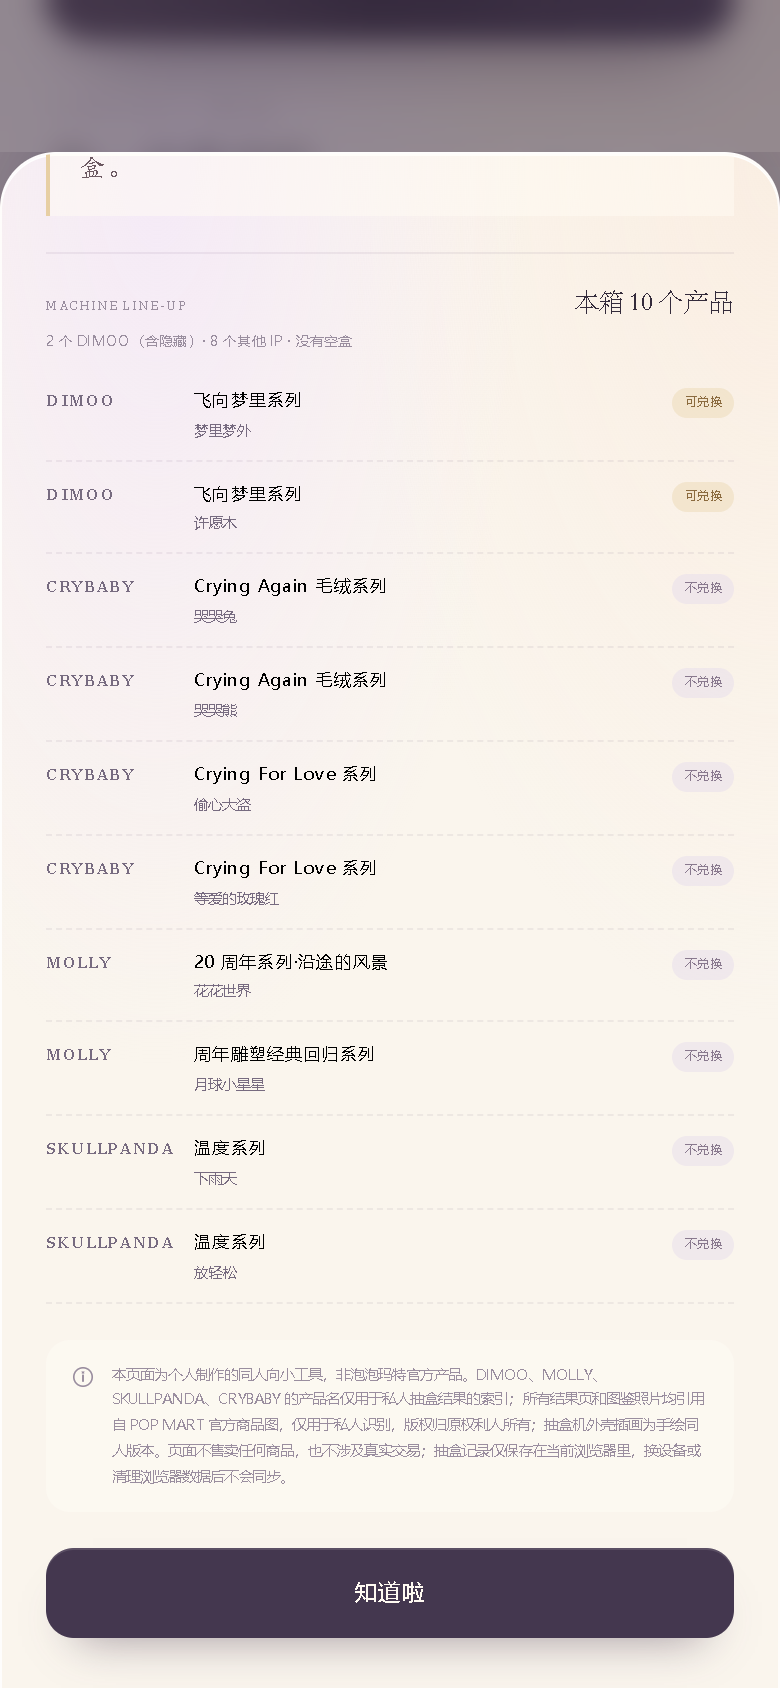 盒。
MACHINE LINE-UP
本箱 10 个产品
2 个 DIMOO（含隐藏）· 8 个其他 IP · 没有空盒
DIMOO
飞向梦里系列
可兑换
梦里梦外
DIMOO
飞向梦里系列
可兑换
许愿木
CRYBABY
Crying Again 毛绒系列
不兑换
哭哭兔
CRYBABY
Crying Again 毛绒系列
不兑换
哭哭熊
CRYBABY
Crying For Love 系列
不兑换
偷心大盗
CRYBABY
Crying For Love 系列
不兑换
等爱的玫瑰红
MOLLY
20 周年系列·沿途的风景
不兑换
花花世界
MOLLY
周年雕塑经典回归系列
不兑换
月球小星星
SKULLPANDA
温度系列
不兑换
下雨天
SKULLPANDA
温度系列
不兑换
放轻松
本页面为个人制作的同人向小工具，非泡泡玛特官方产品。DIMOO、MOLLY、
SKULLPANDA、CRYBABY 的产品名仅用于私人抽盒结果的索引；所有结果页和图鉴照片均引用
自 POP MART 官方商品图，仅用于私人识别，版权归原权利人所有；抽盒机外壳插画为手绘同
人版本。页面不售卖任何商品，也不涉及真实交易；抽盒记录仅保存在当前浏览器里，换设备或
清理浏览器数据后不会同步。
知道啦